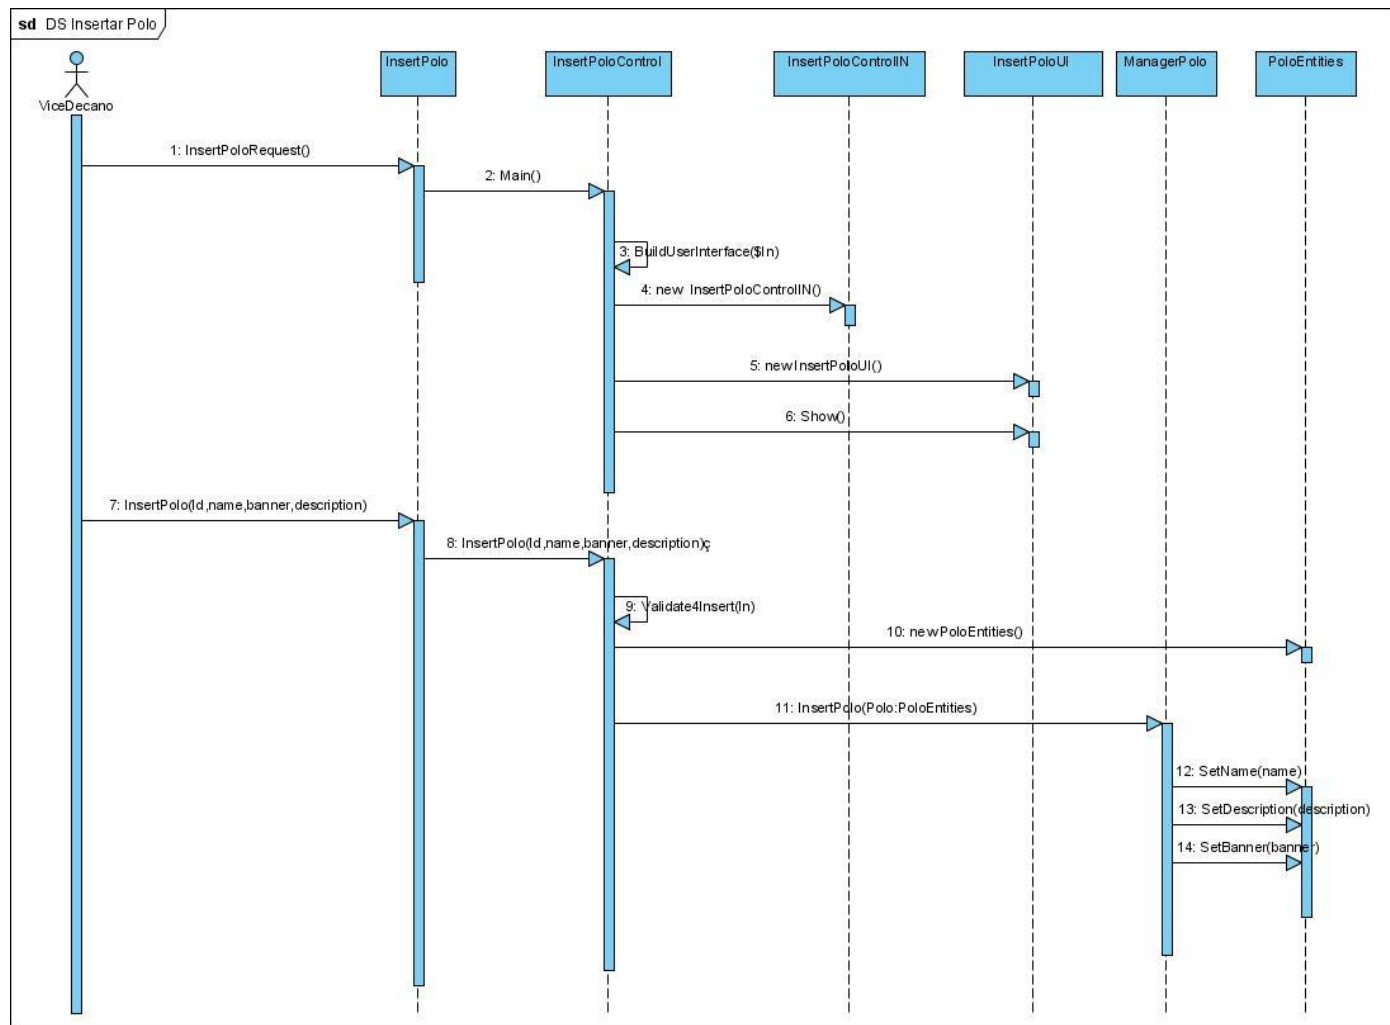 sd DS Insertar Polo
ViceDecano
InsertPolo
InsertPoloControl
InsertPoloControlIN
InsertPoloUI
ManagerPolo
PoloEntities
1: InsertPoloRequest()
2: Main()
3: BuildUserInterface($In)
4: new InsertPoloControlIN()
5: newInsertPoloUI()
6: Show()
7: InsertPolo(Id,name,banner,description)
8: InsertPolo(Id,name,banner,description)ç
9: Validate4Insert(In)
10: newPoloEntities()
11: InsertPolo(Polo:PoloEntities)
12: SetName(name)
13: SetDescription(description)
14: SetBanner(banner)